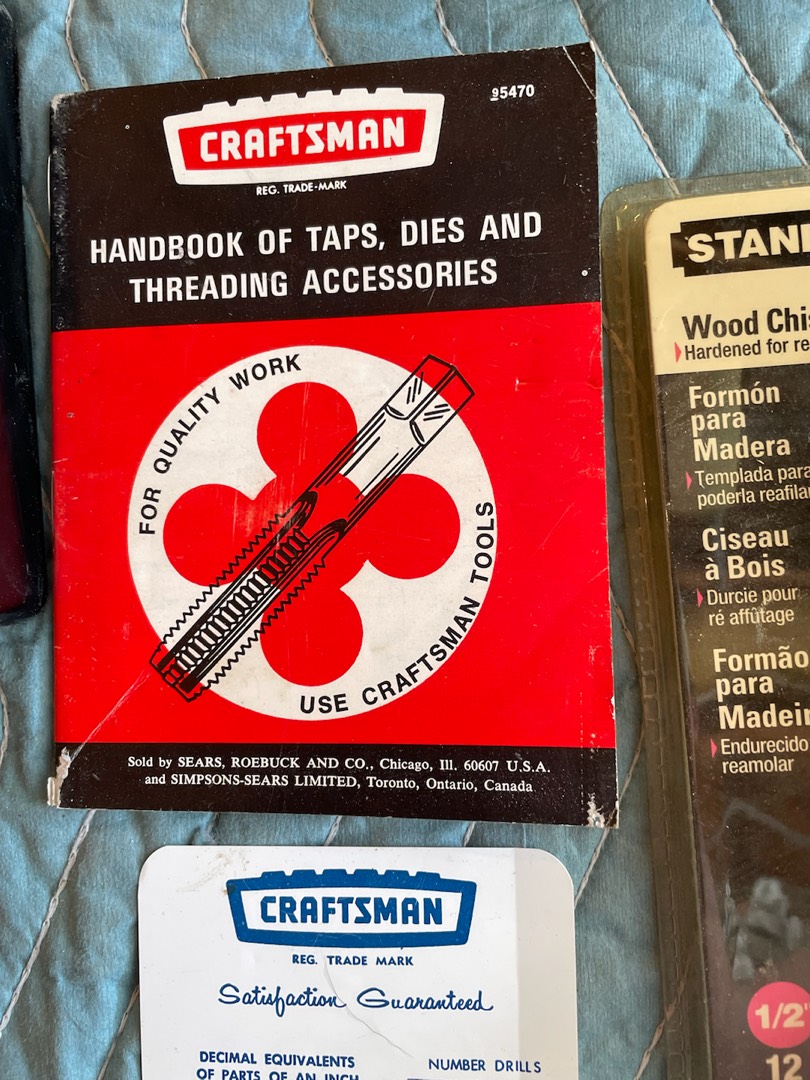 CRAFTSMAN
95470
REG. TRADE-MARK
HANDBOOK OF TAPS, DIES AND
THREADING ACCESSORIES
FOR QUALITY WORK
USE CRAFTSMAN TOOLS
Sold by SEARS, ROEBUCK AND CO., Chicago, Ill. 60607 U.S.A.
and SIMPSONS-SEARS LIMITED, Toronto, Ontario, Canada
CRAFTSMAN
REG. TRADE MARK
Satisfaction Guaranteed
DECIMAL EQUIVALENTS
OF PARTS OF AN INCH
NUMBER DRILLS
STAN
Wood Chis
Hardened for re
Formón
para
Madera
Templada para
poderla reafila
Ciseau
à Bois
Durcie pour
ré affûtage
Formão
para
Madeir
Endurecido
reamolar
1/2"
12